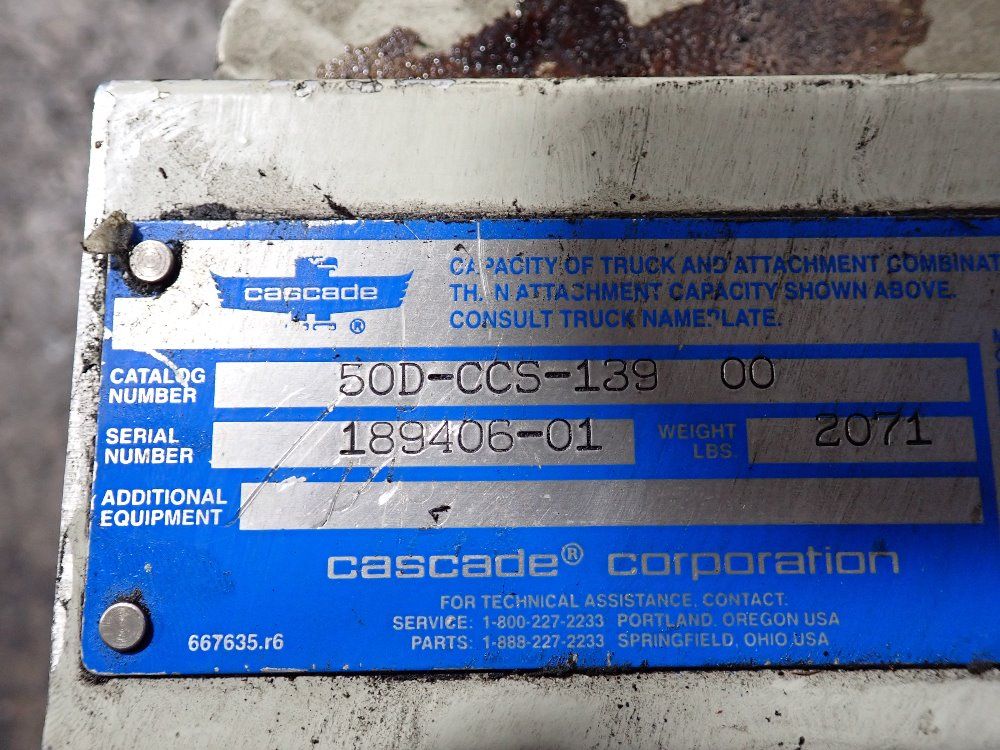 cascade
®
CAPACITY OF TRUCK AND ATTACHMENT COMBINAT
THAN ATTACHMENT CAPACITY SHOWN ABOVE.
CONSULT TRUCK NAMEPLATE.
CATALOG NUMBER 50D-CCS-139 00
SERIAL NUMBER 189406-01 WEIGHT LBS. 2071
ADDITIONAL EQUIPMENT
cascade® corporation
FOR TECHNICAL ASSISTANCE, CONTACT:
SERVICE: 1-800-227-2233 PORTLAND, OREGON USA
PARTS: 1-888-227-2233 SPRINGFIELD, OHIO USA
667635.r6